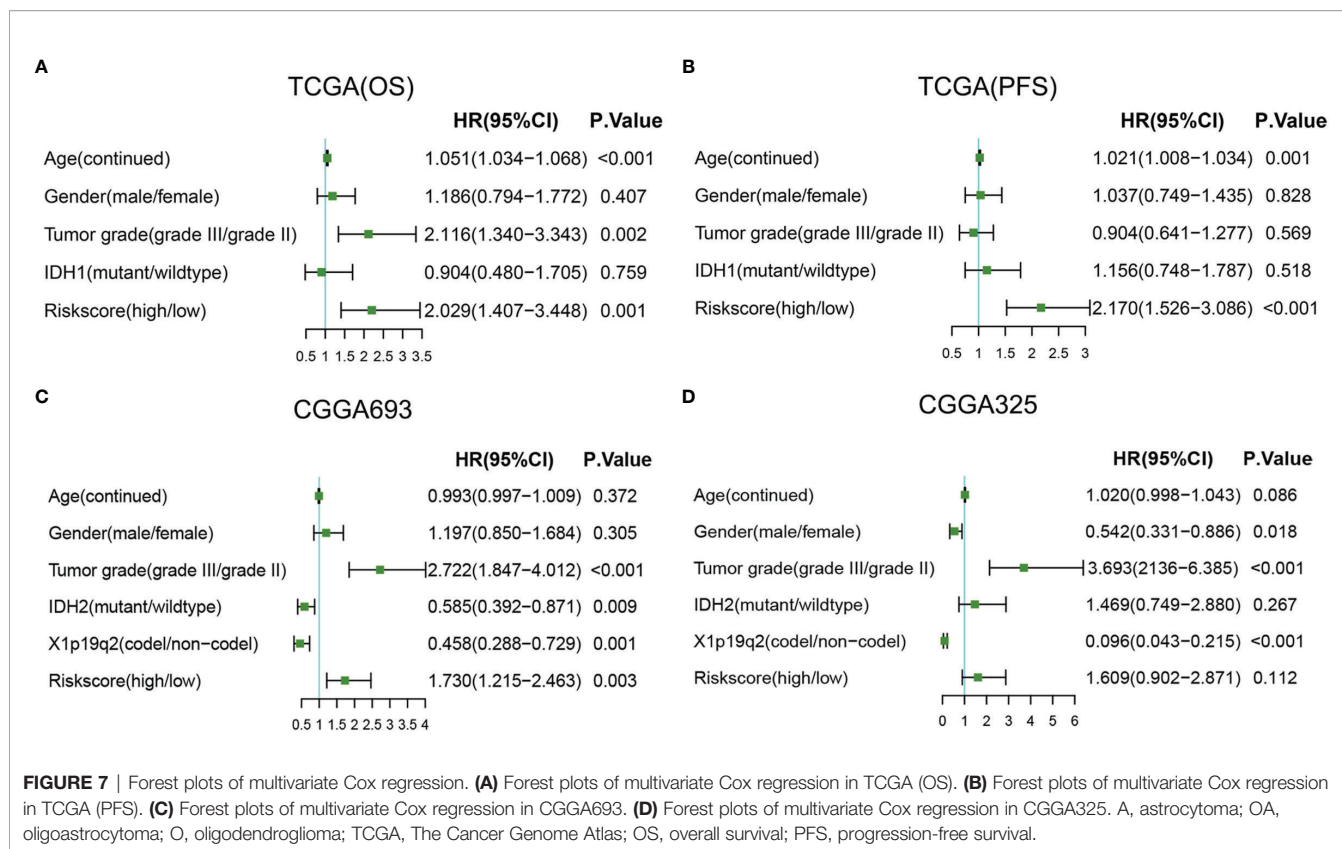 A
TCGA(OS)
HR(95%CI) P.Value
Age(continued) 1.051(1.034−1.068) <0.001
Gender(male/female) 1.186(0.794−1.772) 0.407
Tumor grade(grade III/grade II) 2.116(1.340−3.343) 0.002
IDH1(mutant/wildtype) 0.904(0.480−1.705) 0.759
Riskscore(high/low) 2.029(1.407−3.448) 0.001
0.5 1 1.5 2 2.5 3 3.5
B
TCGA(PFS)
HR(95%CI) P.Value
Age(continued) 1.021(1.008−1.034) 0.001
Gender(male/female) 1.037(0.749−1.435) 0.828
Tumor grade(grade III/grade II) 0.904(0.641−1.277) 0.569
IDH1(mutant/wildtype) 1.156(0.748−1.787) 0.518
Riskscore(high/low) 2.170(1.526−3.086) <0.001
0.5 1 1.5 2 2.5 3
C
CGGA693
HR(95%CI) P.Value
Age(continued) 0.993(0.997−1.009) 0.372
Gender(male/female) 1.197(0.850−1.684) 0.305
Tumor grade(grade III/grade II) 2.722(1.847−4.012) <0.001
IDH2(mutant/wildtype) 0.585(0.392−0.871) 0.009
X1p19q2(codel/non−codel) 0.458(0.288−0.729) 0.001
Riskscore(high/low) 1.730(1.215−2.463) 0.003
0.5 1 1.5 2 2.5 3 3.5 4
D
CGGA325
HR(95%CI) P.Value
Age(continued) 1.020(0.998−1.043) 0.086
Gender(male/female) 0.542(0.331−0.886) 0.018
Tumor grade(grade III/grade II) 3.693(2136−6.385) <0.001
IDH2(mutant/wildtype) 1.469(0.749−2.880) 0.267
X1p19q2(codel/non−codel) 0.096(0.043−0.215) <0.001
Riskscore(high/low) 1.609(0.902−2.871) 0.112
0 1 2 3 4 5 6
FIGURE 7 | Forest plots of multivariate Cox regression. (A) Forest plots of multivariate Cox regression in TCGA (OS). (B) Forest plots of multivariate Cox regression
in TCGA (PFS). (C) Forest plots of multivariate Cox regression in CGGA693. (D) Forest plots of multivariate Cox regression in CGGA325. A, astrocytoma; OA,
oligoastrocytoma; O, oligodendroglioma; TCGA, The Cancer Genome Atlas; OS, overall survival; PFS, progression-free survival.